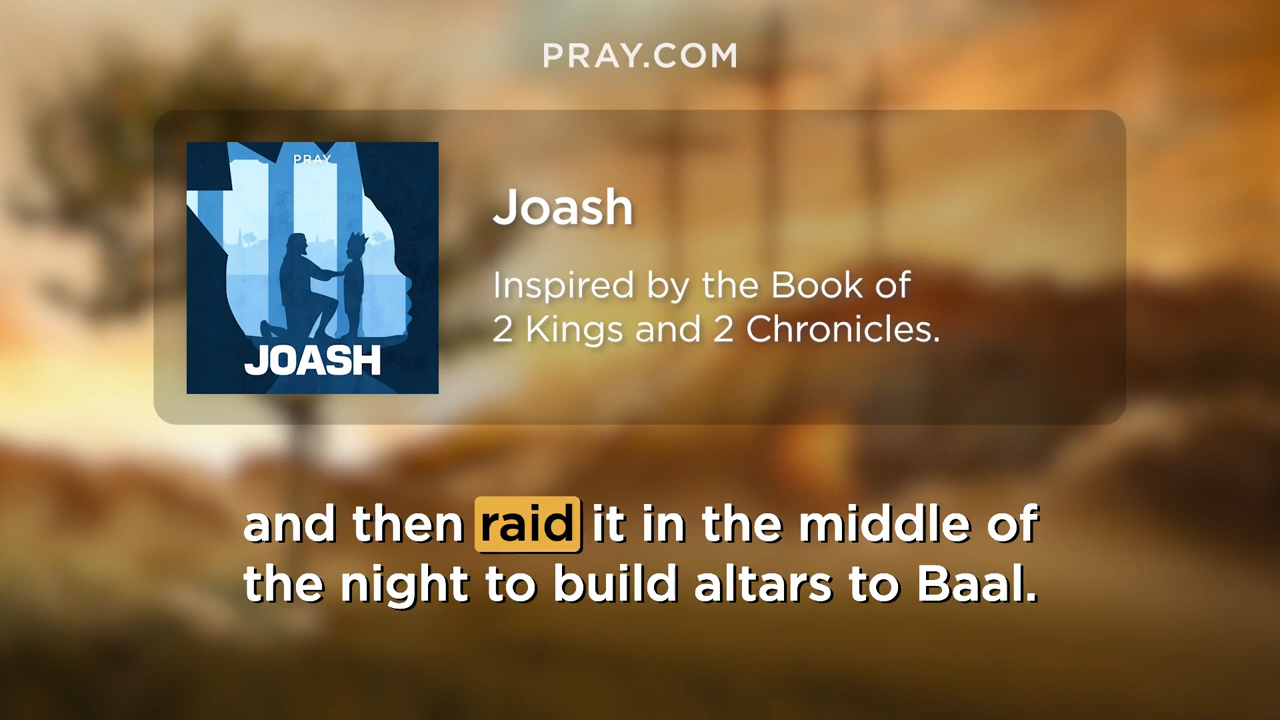 PRAY.COM
PRAY
JOASH
Joash
Inspired by the Book of
2 Kings and 2 Chronicles.
and then raid it in the middle of
the night to build altars to Baal.